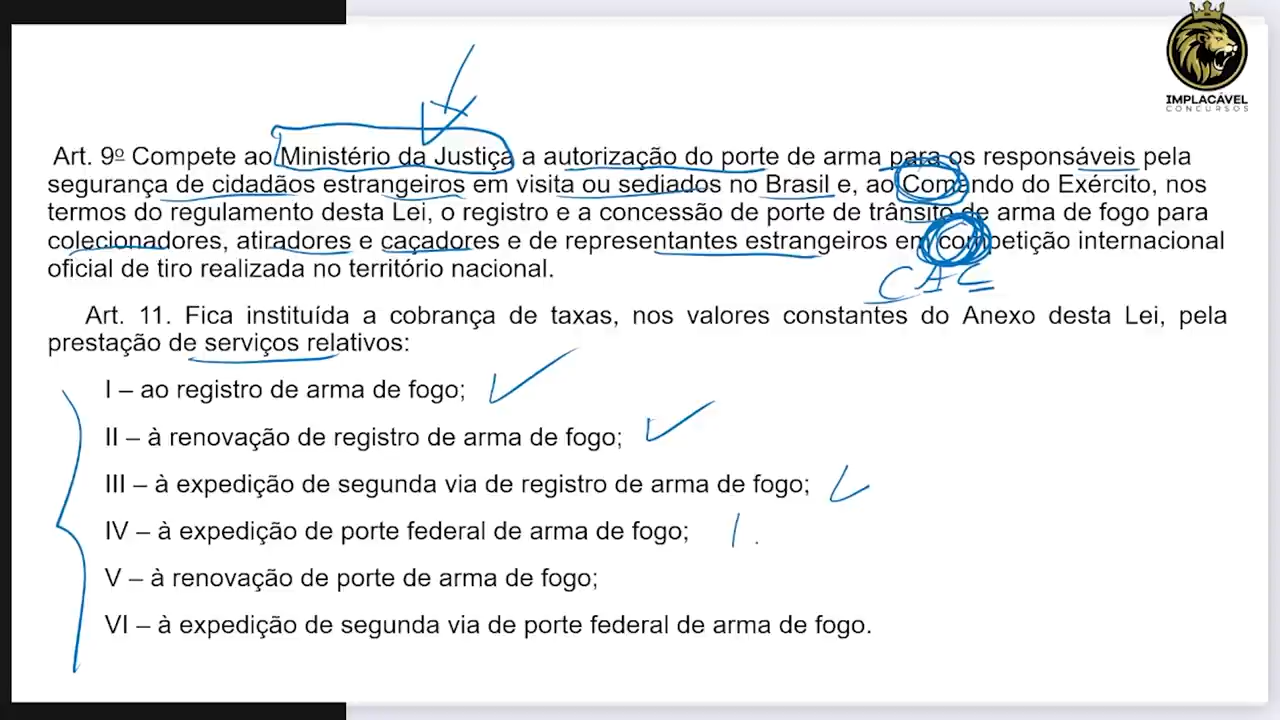 IMPLACÁVEL
CONCURSOS
Art. 9º Compete ao Ministério da Justiça a autorização do porte de arma para os responsáveis pela
segurança de cidadãos estrangeiros em visita ou sediados no Brasil e, ao Comando do Exército, nos
termos do regulamento desta Lei, o registro e a concessão de porte de trânsito de arma de fogo para
colecionadores, atiradores e caçadores e de representantes estrangeiros em competição internacional
oficial de tiro realizada no território nacional.
CAC
Art. 11. Fica instituída a cobrança de taxas, nos valores constantes do Anexo desta Lei, pela
prestação de serviços relativos:
I – ao registro de arma de fogo;
II – à renovação de registro de arma de fogo;
III – à expedição de segunda via de registro de arma de fogo;
IV – à expedição de porte federal de arma de fogo;
V – à renovação de porte de arma de fogo;
VI – à expedição de segunda via de porte federal de arma de fogo.